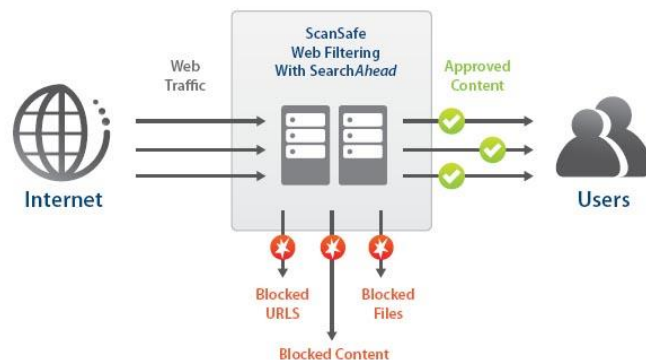 ScanSafe
Web Filtering
With SearchAhead
Web
Traffic
Approved
Content
Internet
Users
Blocked
URLS
Blocked
Files
Blocked Content